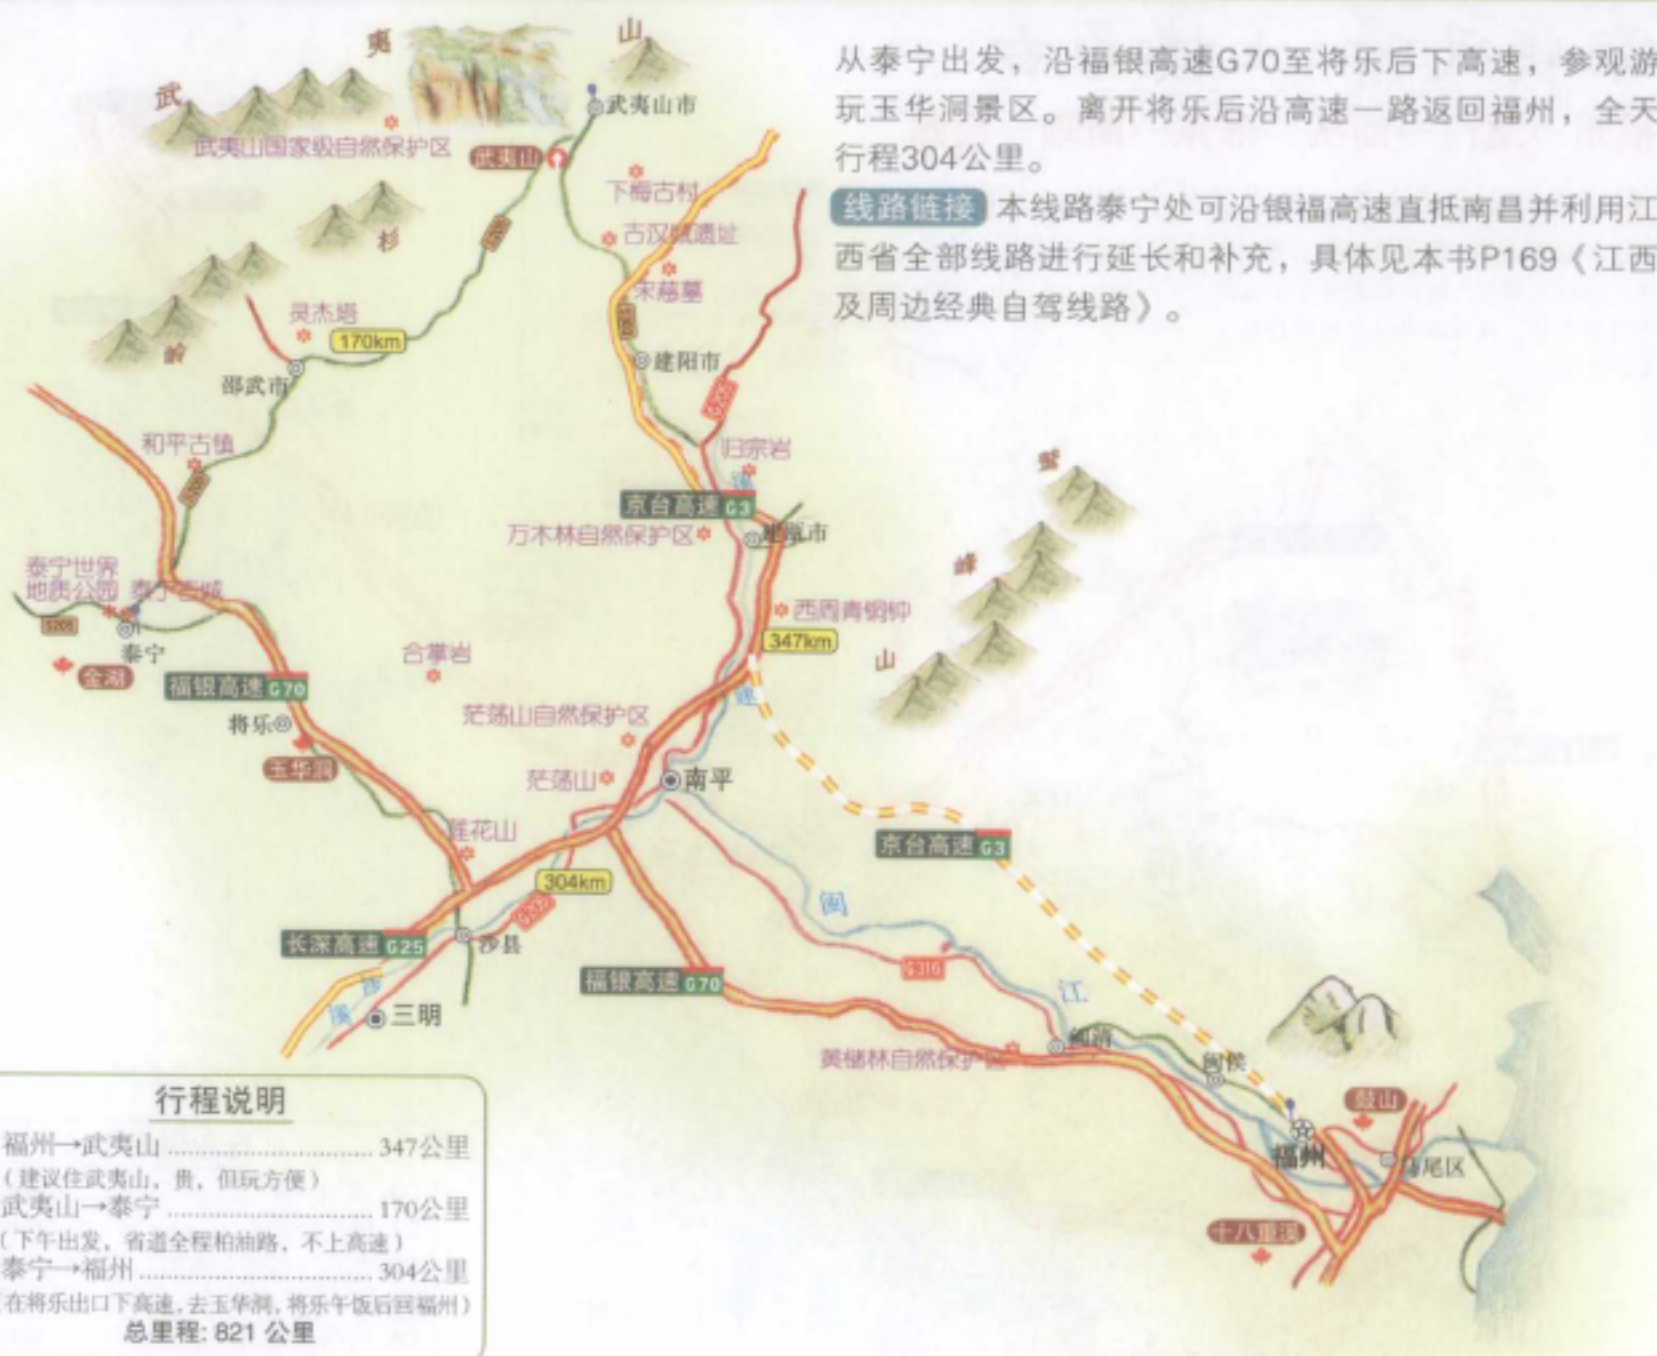 从泰宁出发，沿福银高速G70至将乐后下高速，参观游
玩玉华洞景区。离开将乐后沿高速一路返回福州，全天
行程304公里。
线路链接 本线路泰宁处可沿银福高速直抵南昌并利用江
西省全部线路进行延长和补充，具体见本书P169《江西
及周边经典自驾线路》。
武
夷
山
武夷山市
武夷山国家级自然保护区
武夷山
下梅古村
古汉城遗址
宋慈墓
杉
岭
灵杰塔
170km
邵武市
建阳市
G205
和平古镇
归宗岩
京台高速 G3
万木林自然保护区
建瓯市
鹫
峰
山
泰宁世界
地质公园
泰宁古城
S205
泰宁
金湖
西周青铜钟
347km
合掌岩
福银高速 G70
将乐
玉华洞
茫荡山自然保护区
建
溪
茫荡山
南平
莲花山
京台高速 G3
304km
G205
闽
江
长深高速 G25
沙县
福银高速 G70
G316
沙
溪
三明
黄楮林自然保护区
闽清
闽侯
鼓山
福州
马尾区
十八重溪
行程说明
福州→武夷山 .............................. 347公里
（建议住武夷山，贵，但玩方便）
武夷山→泰宁 .............................. 170公里
（下午出发，省道全程柏油路，不上高速）
泰宁→福州 .................................. 304公里
在将乐出口下高速，去玉华洞，将乐午饭后回福州）
总里程: 821 公里